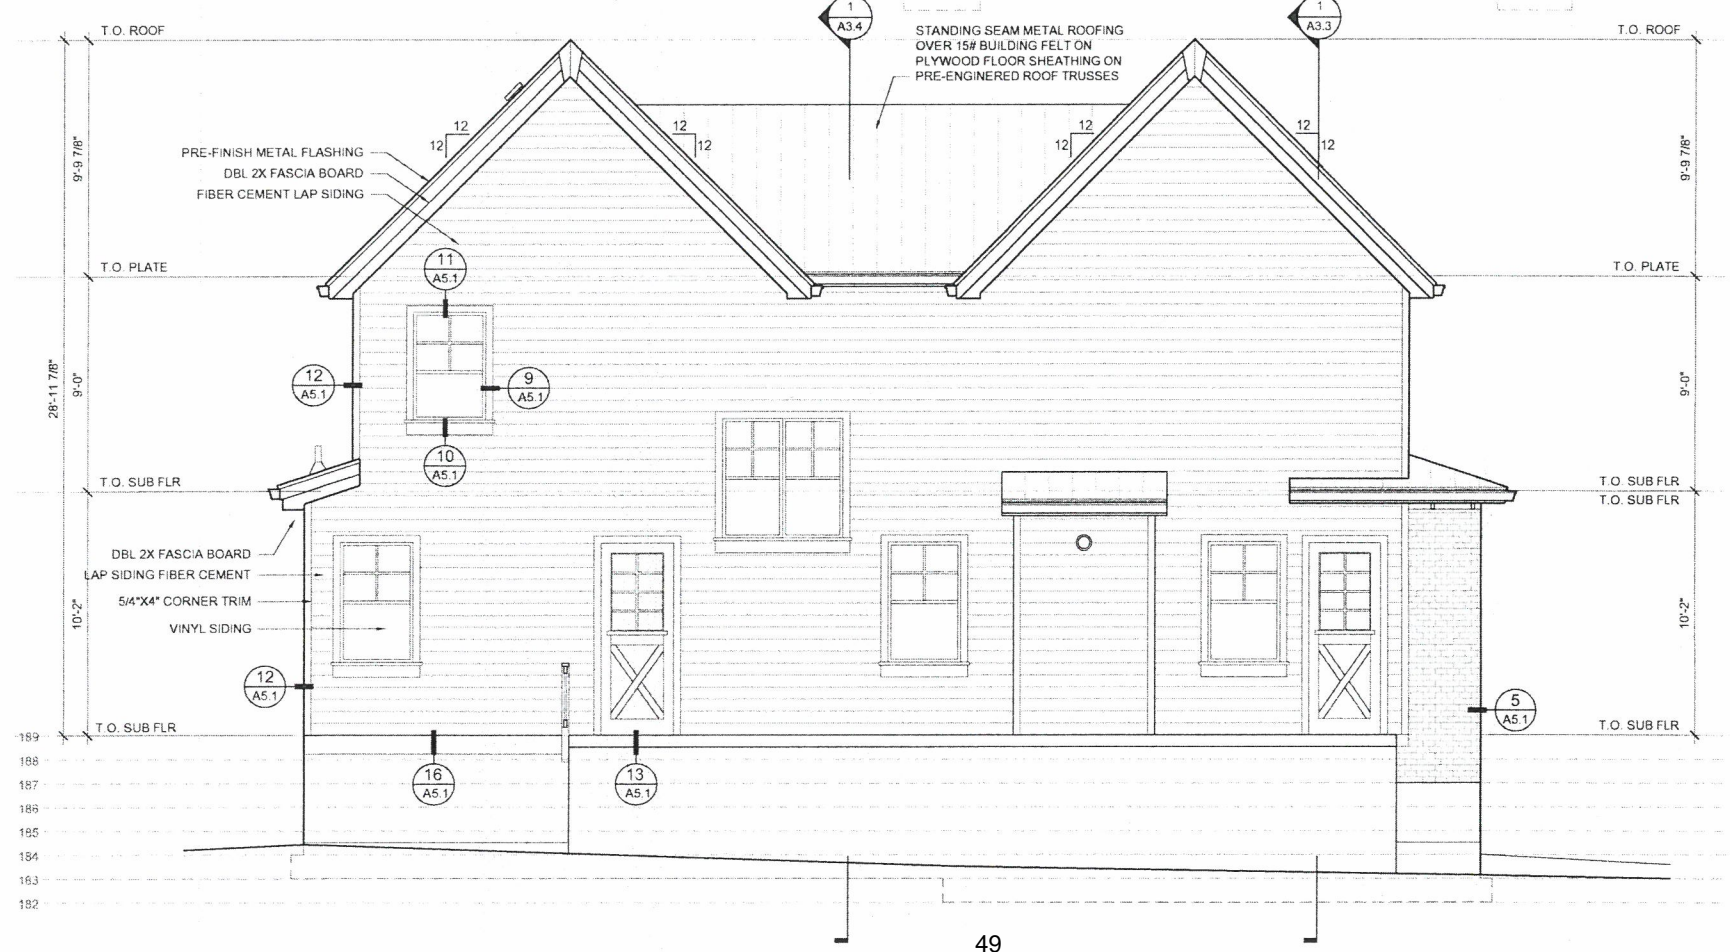 1
A3.4
1
A3.3
T.O. ROOF
STANDING SEAM METAL ROOFING
OVER 15# BUILDING FELT ON
PLYWOOD FLOOR SHEATHING ON
PRE-ENGINERED ROOF TRUSSES
T.O. ROOF
12
12
12
12
12
12
12
12
9'-9 7/8"
9'-9 7/8"
PRE-FINISH METAL FLASHING
DBL 2X FASCIA BOARD
FIBER CEMENT LAP SIDING
T.O. PLATE
T.O. PLATE
11
A5.1
12
A5.1
9
A5.1
10
A5.1
28'-11 7/8"
9'-0"
9'-0"
T.O. SUB FLR
T.O. SUB FLR
T.O. SUB FLR
DBL 2X FASCIA BOARD
LAP SIDING FIBER CEMENT
5/4"X4" CORNER TRIM
VINYL SIDING
10'-2"
10'-2"
12
A5.1
5
A5.1
T.O. SUB FLR
T.O. SUB FLR
16
A5.1
13
A5.1
189
188
187
186
185
184
183
182
49